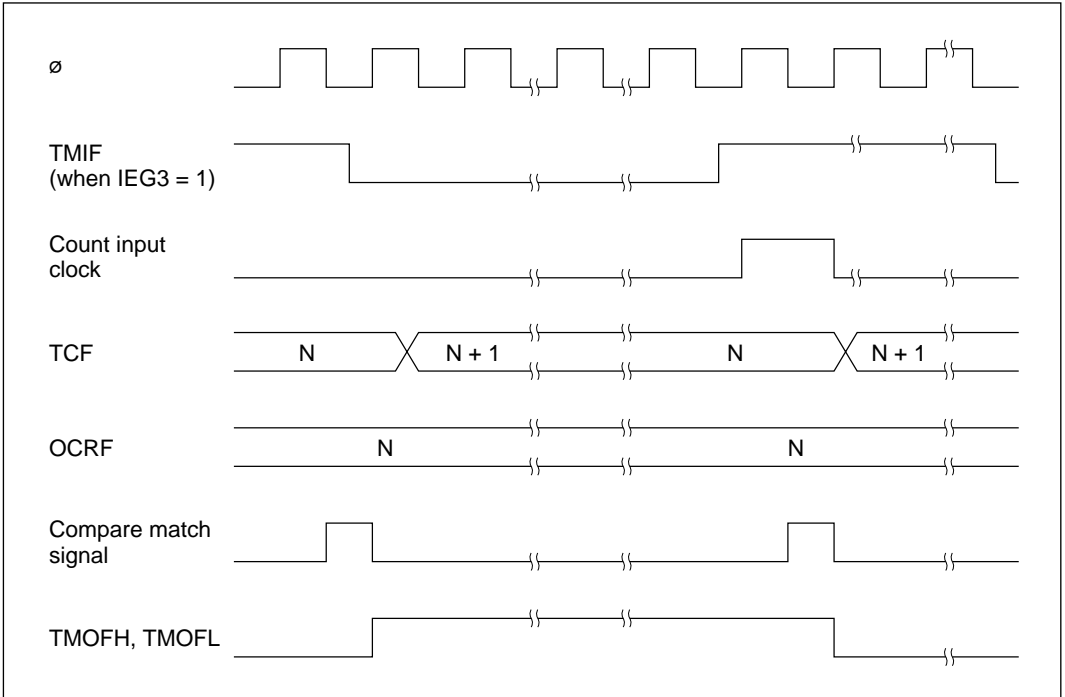 ø
TMIF
(when IEG3 = 1)
Count input
clock
TCF
N
N + 1
N
N + 1
OCRF
N
N
Compare match
signal
TMOFH, TMOFL